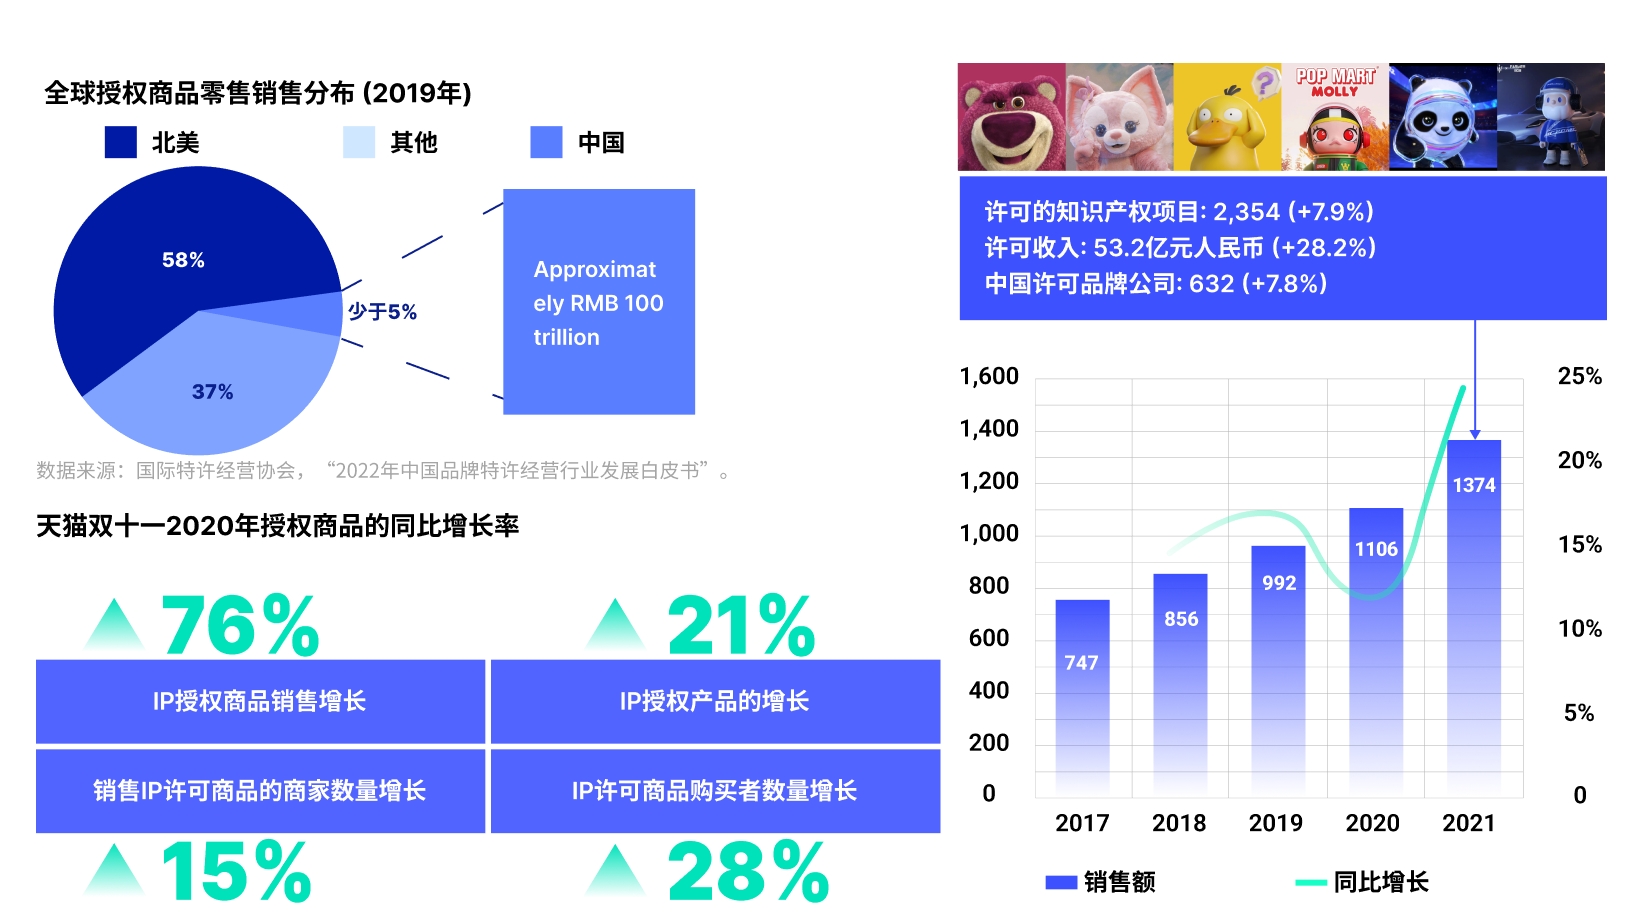 全球授权商品零售销售分布 (2019年)
北美
其他
中国
58%
少于5%
37%
Approximat
ely RMB 100
trillion
数据来源：国际特许经营协会，“2022年中国品牌特许经营行业发展白皮书”。
天猫双十一2020年授权商品的同比增长率
76%
21%
IP授权商品销售增长
IP授权产品的增长
销售IP许可商品的商家数量增长
IP许可商品购买者数量增长
15%
28%
POP MART
MOLLY
?
许可的知识产权项目: 2,354 (+7.9%)
许可收入: 53.2亿元人民币 (+28.2%)
中国许可品牌公司: 632 (+7.8%)
1,600
1,400
1,200
1,000
800
600
400
200
0
25%
20%
15%
10%
5%
0
747
856
992
1106
1374
2017
2018
2019
2020
2021
销售额
同比增长